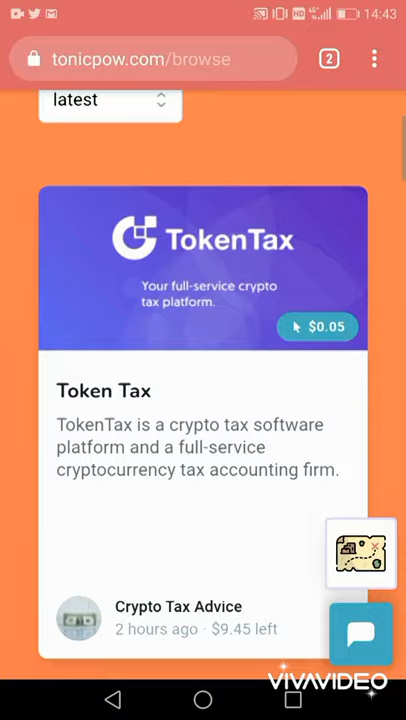 14:43
tonicpow.com/browse
2
latest
TokenTax
Your full-service crypto
tax platform.
$0.05
Token Tax
TokenTax is a crypto tax software
platform and a full-service
cryptocurrency tax accounting firm.
Crypto Tax Advice
2 hours ago · $9.45 left
VIVAVIDEO